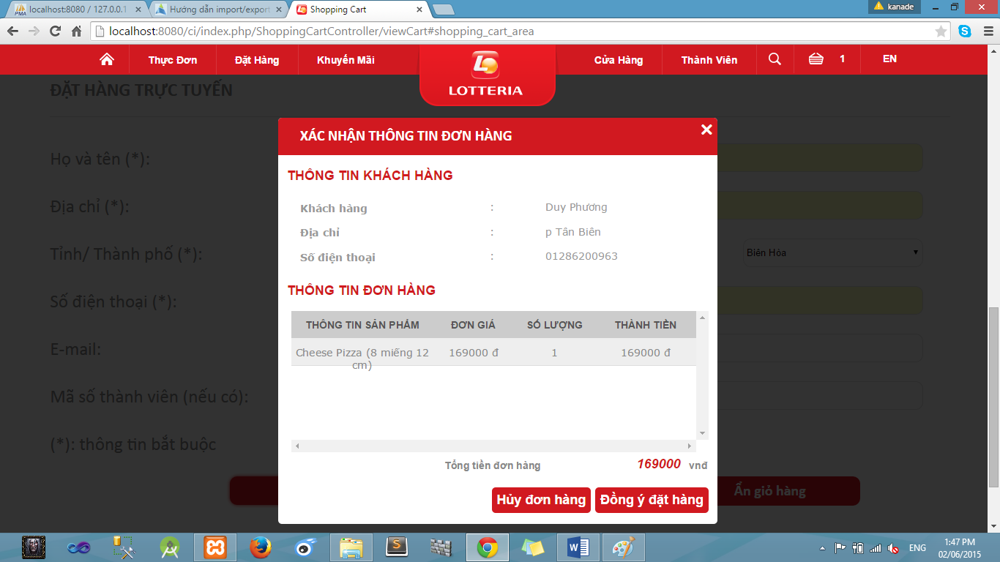 localhost:8080 / 127.0.0.1
Hướng dẫn import/export
Shopping Cart
kanade
localhost:8080/ci/index.php/ShoppingCartController/viewCart#shopping_cart_area
Thực Đơn
Đặt Hàng
Khuyến Mãi
LOTTERIA
Cửa Hàng
Thành Viên
1
EN
ĐẶT HÀNG TRỰC TUYẾN
Họ và tên (*):
Địa chỉ (*):
Tỉnh/ Thành phố (*):
Biên Hòa
Số điện thoại (*):
E-mail:
Mã số thành viên (nếu có):
(*): thông tin bắt buộc
Ẩn giỏ hàng
XÁC NHẬN THÔNG TIN ĐƠN HÀNG
THÔNG TIN KHÁCH HÀNG
Khách hàng : Duy Phương
Địa chỉ : p Tân Biên
Số điện thoại : 01286200963
THÔNG TIN ĐƠN HÀNG
THÔNG TIN SẢN PHẨM ĐƠN GIÁ SỐ LƯỢNG THÀNH TIỀN
Cheese Pizza (8 miếng 12 169000 đ 1 169000 đ
cm)
Tổng tiền đơn hàng 169000 vnđ
Hủy đơn hàng Đồng ý đặt hàng
ENG
1:47 PM
02/06/2015